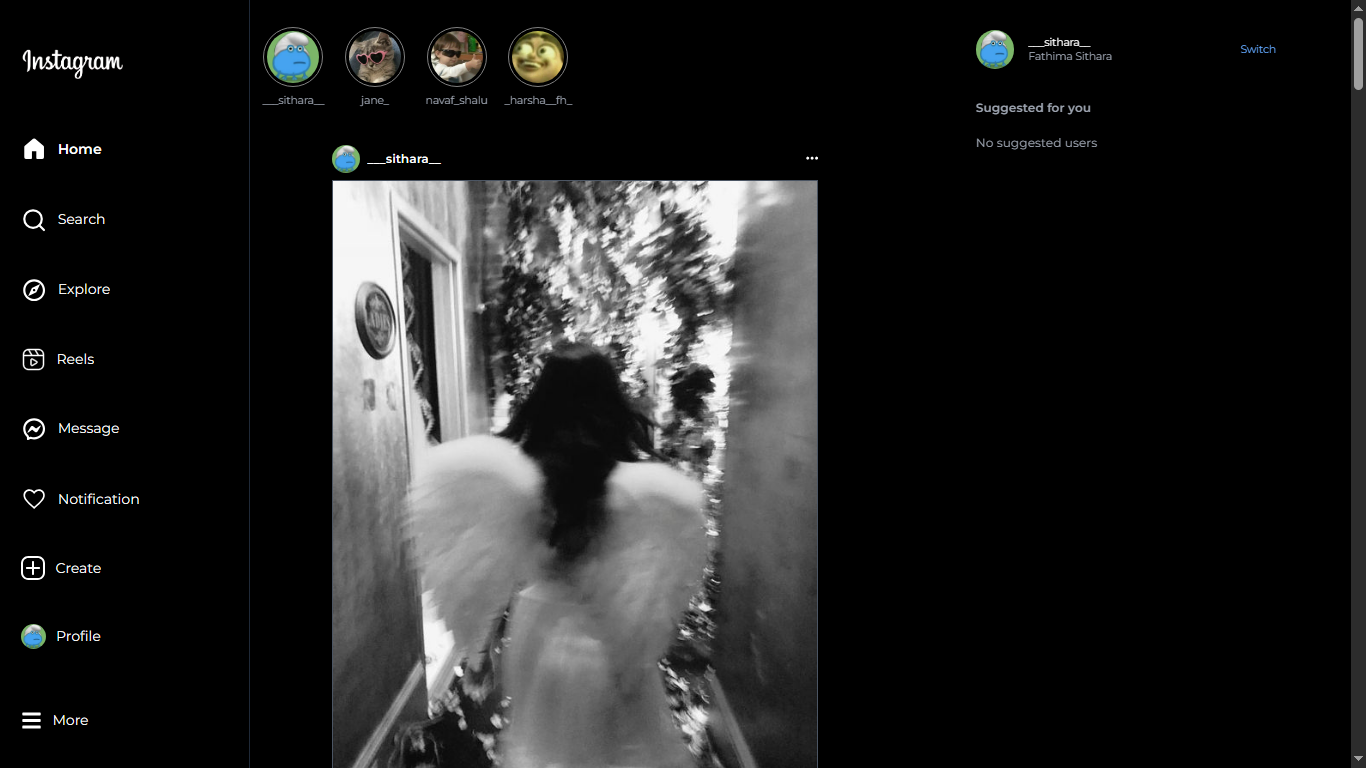 Instagram
Home
Search
Explore
Reels
Message
Notification
Create
Profile
More
___sithara__
jane_
navaf_shalu
_harsha__fh_
___sithara__
LADIES
___sithara__
Fathima Sithara
Switch
Suggested for you
No suggested users